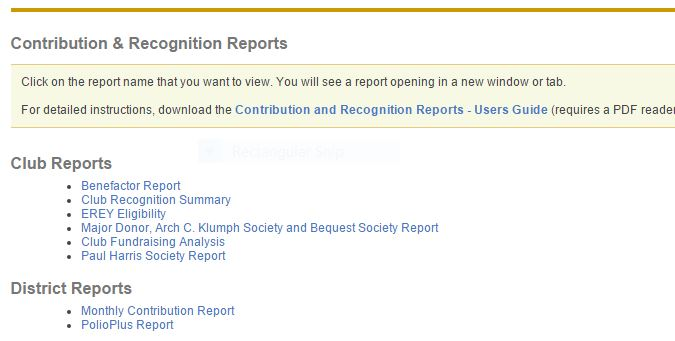 Contribution & Recognition Reports
Click on the report name that you want to view. You will see a report opening in a new window or tab.
For detailed instructions, download the Contribution and Recognition Reports - Users Guide (requires a PDF reader
Rectangular Snip
Club Reports
Benefactor Report
Club Recognition Summary
EREY Eligibility
Major Donor, Arch C. Klumph Society and Bequest Society Report
Club Fundraising Analysis
Paul Harris Society Report
District Reports
Monthly Contribution Report
PolioPlus Report